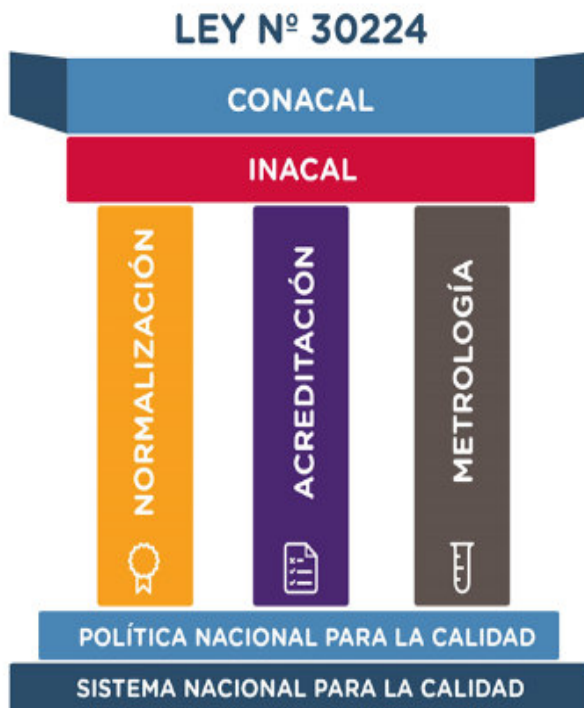 LEY Nº 30224
CONACAL
INACAL
NORMALIZACIÓN
ACREDITACIÓN
METROLOGÍA
POLÍTICA NACIONAL PARA LA CALIDAD
SISTEMA NACIONAL PARA LA CALIDAD